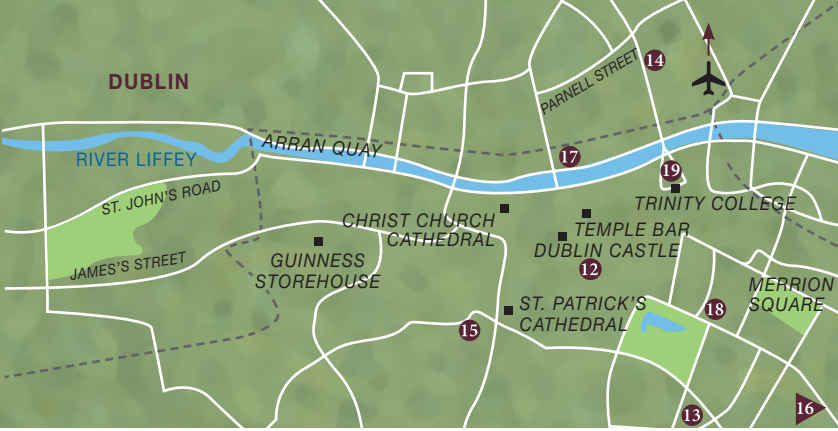 DUBLIN
14
PARNELL STREET
ARRAN QUAY
RIVER LIFFEY
17
19
ST. JOHN'S ROAD
TRINITY COLLEGE
CHRIST CHURCH
CATHEDRAL
TEMPLE BAR
DUBLIN CASTLE
JAMES'S STREET
GUINNESS
STOREHOUSE
12
MERRION
SQUARE
ST. PATRICK'S
CATHEDRAL
18
15
16
13